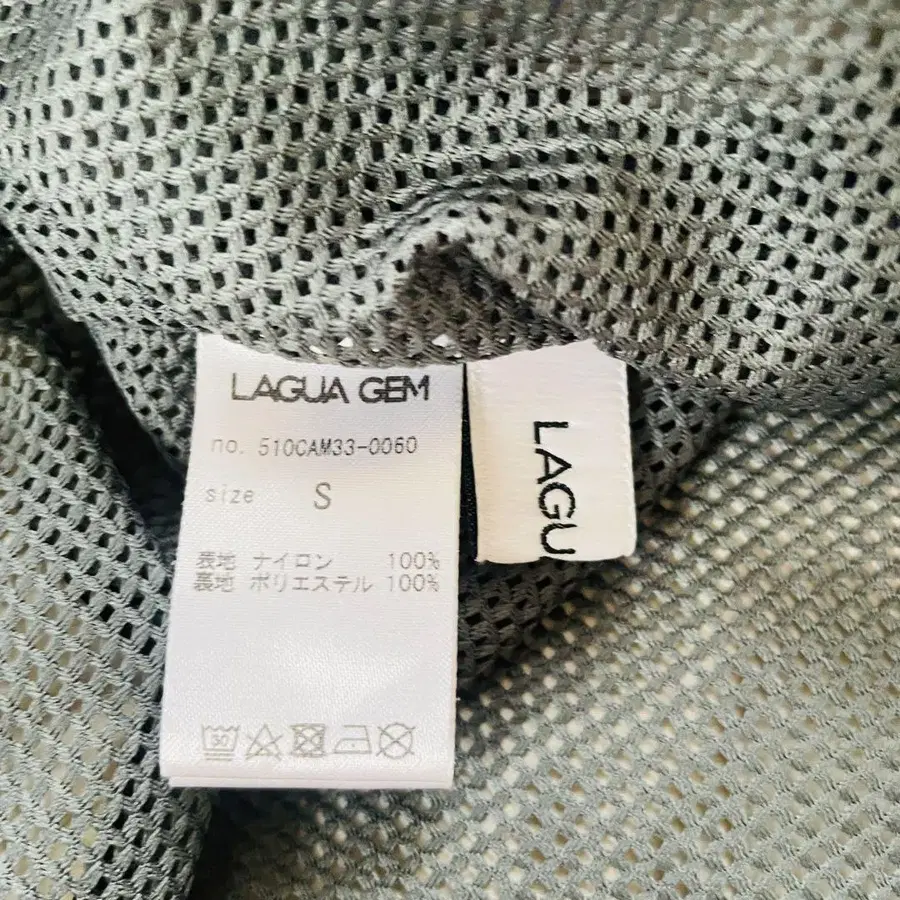 LAGUA GEM
no. 510CAM33-0060
size S
表地 ナイロン 100%
裏地 ポリエステル 100%
30
LAGU